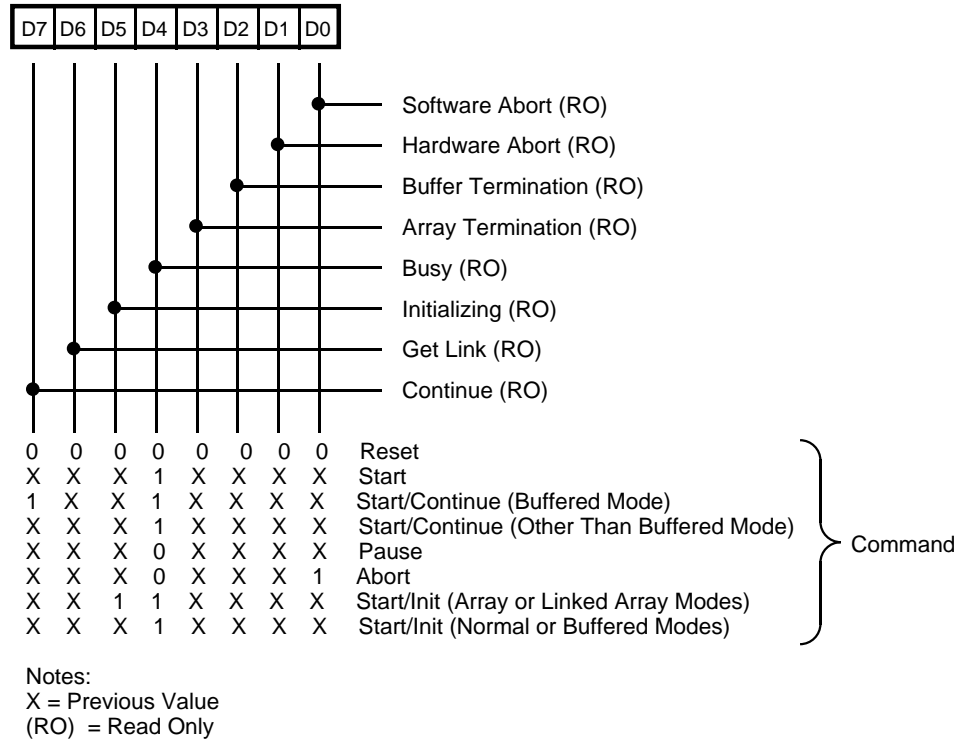 D7 D6 D5 D4 D3 D2 D1 D0
Software Abort (RO)
Hardware Abort (RO)
Buffer Termination (RO)
Array Termination (RO)
Busy (RO)
Initializing (RO)
Get Link (RO)
Continue (RO)
0 0 0 0 0 0 0 0 Reset
X X X 1 X X X X Start
1 X X 1 X X X X Start/Continue (Buffered Mode)
X X X 1 X X X X Start/Continue (Other Than Buffered Mode)
X X X 0 X X X X Pause
X X X 0 X X X 1 Abort
X X 1 1 X X X X Start/Init (Array or Linked Array Modes)
X X X 1 X X X X Start/Init (Normal or Buffered Modes)
Command
Notes:
X = Previous Value
(RO) = Read Only